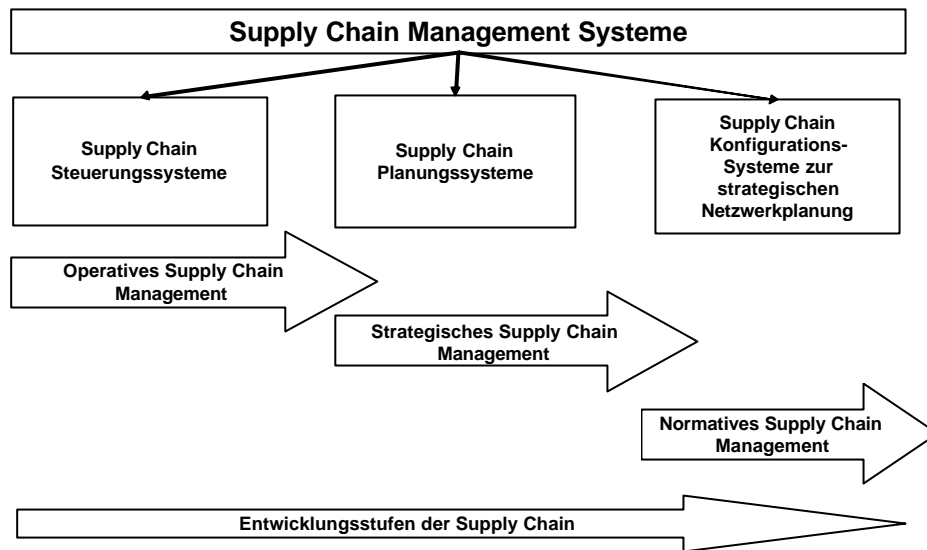 Supply Chain Management Systeme
Supply Chain
Steuerungssysteme
Supply Chain
Planungssysteme
Supply Chain
Konfigurations-
Systeme zur
strategischen
Netzwerkplanung
Operatives Supply Chain
Management
Strategisches Supply Chain
Management
Normatives Supply Chain
Management
Entwicklungsstufen der Supply Chain